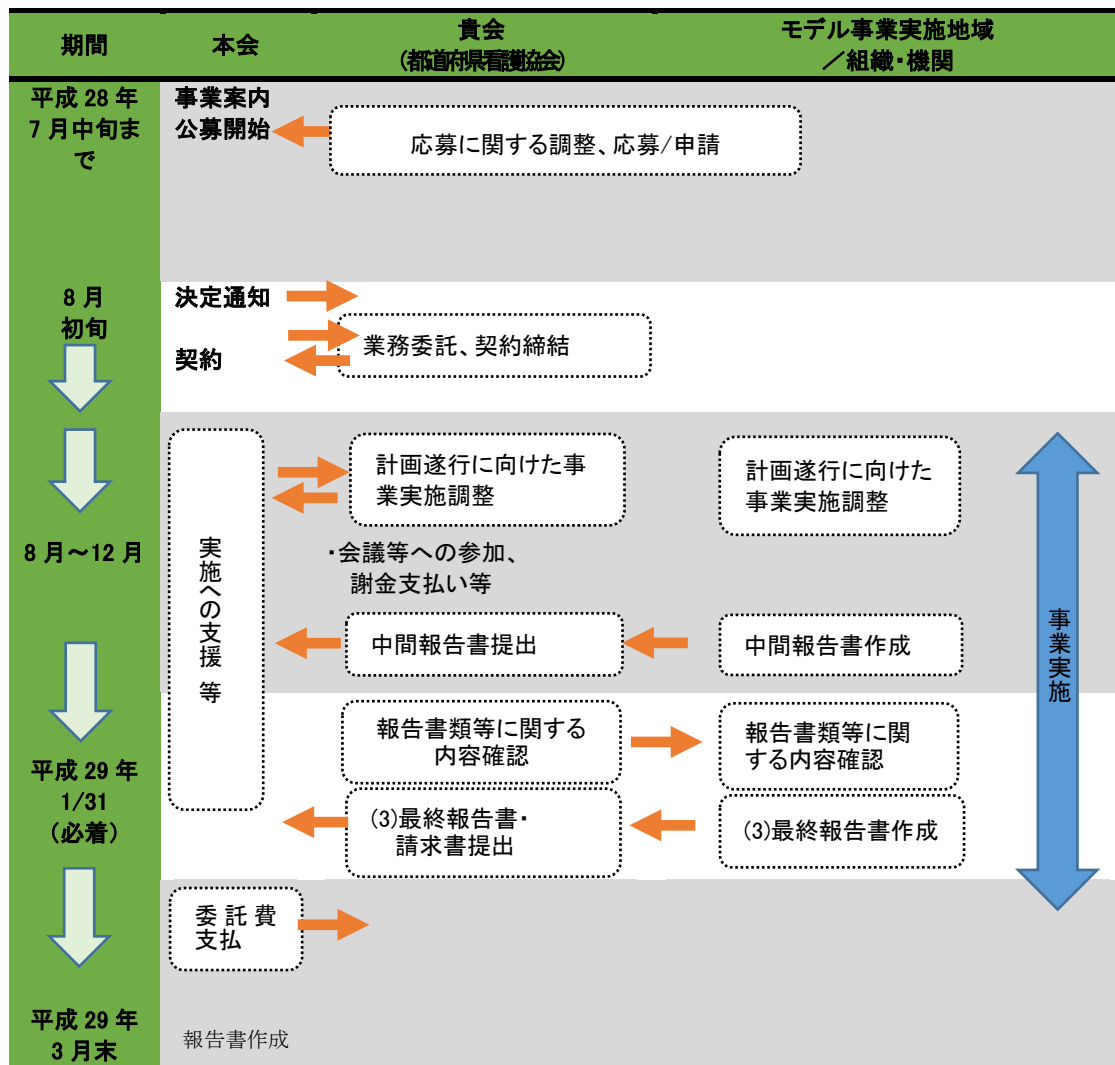 期間
本会
貴会
(都道府県看護協会)
モデル事業実施地域
／組織・機関
平成 28 年
7 月中旬ま
で
事業案内
公募開始
応募に関する調整、応募/申請
8 月
初旬
決定通知
契約
業務委託、契約締結
8 月～12 月
実施への支援 等
計画遂行に向けた事
業実施調整
計画遂行に向けた
事業実施調整
・会議等への参加、
謝金支払い等
中間報告書提出
中間報告書作成
事業実施
平成 29 年
1/31
（必着）
報告書類等に関する
内容確認
報告書類等に関
する内容確認
(3)最終報告書・
請求書提出
(3)最終報告書作成
委 託 費
支払
平成 29 年
3 月末
報告書作成